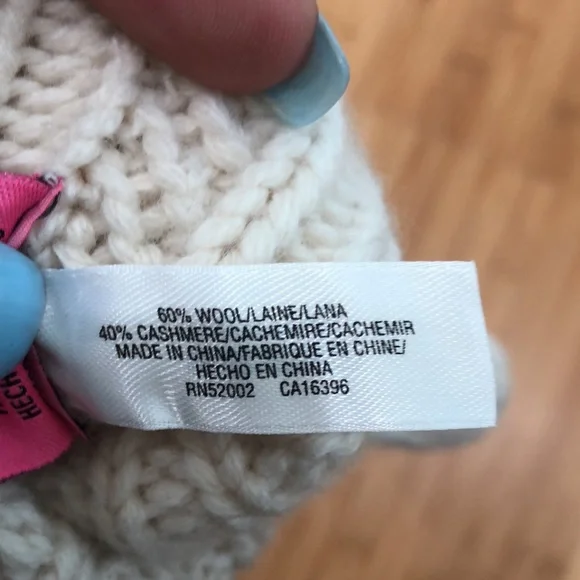 60% WOOL/LAINE/LANA
40% CASHMERE/CACHEMIRE/CACHEMIR
MADE IN CHINA/FABRIQUE EN CHINE/
HECHO EN CHINA
RN52002 CA16396
HECH